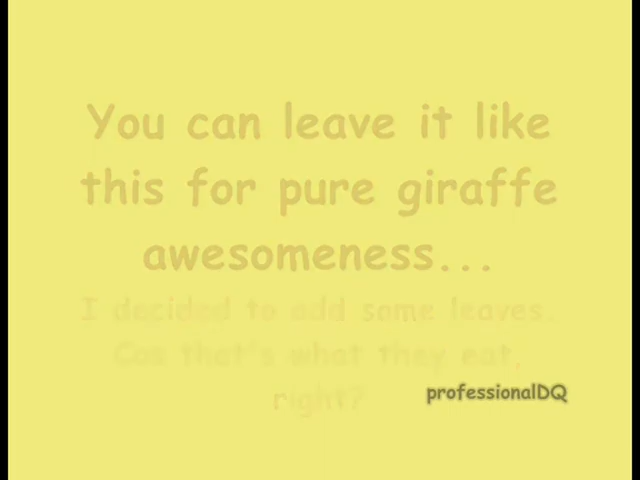 You can leave it like
this for pure giraffe
awesomeness...
I decided to add some leaves.
Cos that's what they eat,
right?
professionalDQ